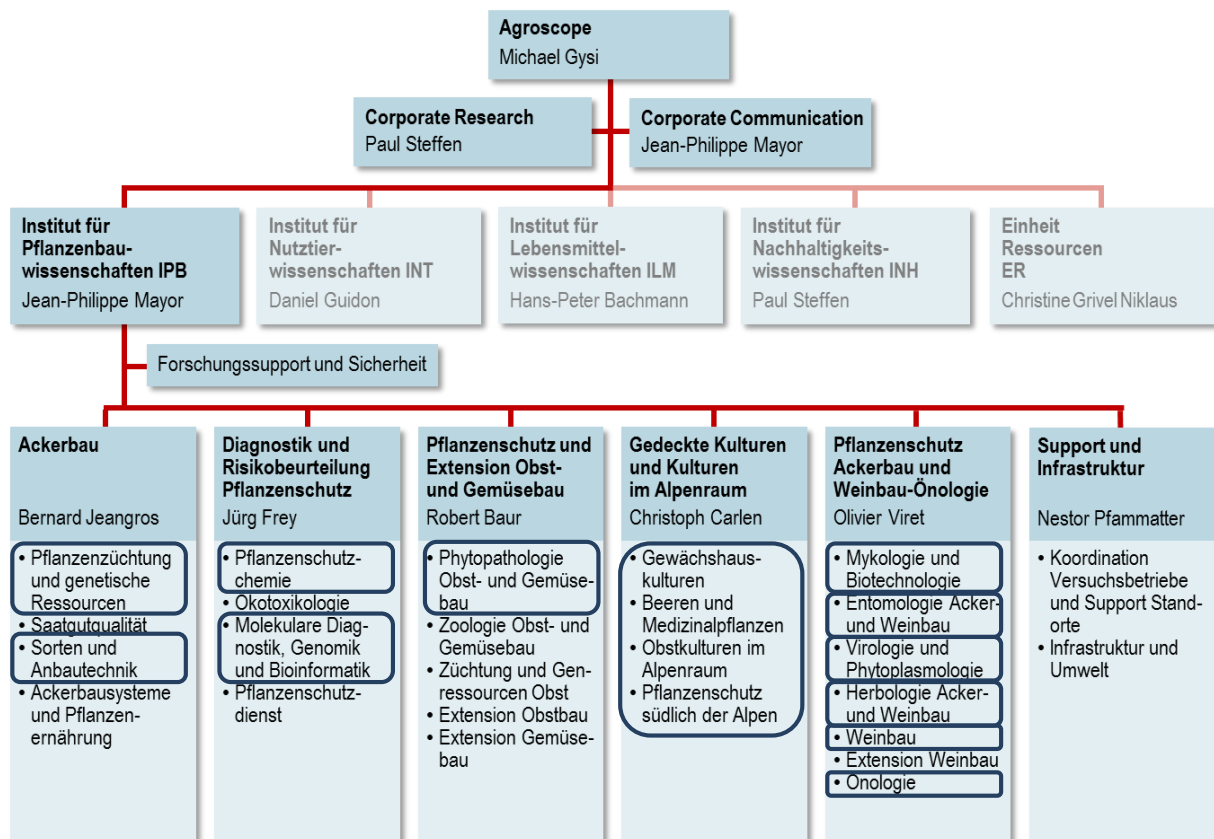 Agroscope
Michael Gysi
Corporate Research
Paul Steffen
Corporate Communication
Jean-Philippe Mayor
Institut für
Pflanzenbau-
wissenschaften IPB
Jean-Philippe Mayor
Institut für
Nutztier-
wissenschaften INT
Daniel Guidon
Institut für
Lebensmittel-
wissenschaften ILM
Hans-Peter Bachmann
Institut für
Nachhaltigkeits-
wissenschaften INH
Paul Steffen
Einheit
Ressourcen
ER
Christine Grivel Niklaus
Forschungssupport und Sicherheit
Ackerbau
Bernard Jeangros
• Pflanzenzüchtung
und genetische
Ressourcen
• Saatgutqualität
• Sorten und
Anbautechnik
• Ackerbausysteme
und Pflanzen-
ernährung
Diagnostik und
Risikobeurteilung
Pflanzenschutz
Jürg Frey
• Pflanzenschutz-
chemie
• Ökotoxikologie
• Molekulare Diag-
nostik, Genomik
und Bioinformatik
• Pflanzenschutz-
dienst
Pflanzenschutz und
Extension Obst-
und Gemüsebau
Robert Baur
• Phytopathologie
Obst- und Gemüse-
bau
• Zoologie Obst- und
Gemüsebau
• Züchtung und Gen-
ressourcen Obst
• Extension Obstbau
• Extension Gemüse-
bau
Gedeckte Kulturen
und Kulturen
im Alpenraum
Christoph Carlen
• Gewächshaus-
kulturen
• Beeren und
Medizinalpflanzen
• Obstkulturen im
Alpenraum
• Pflanzenschutz
südlich der Alpen
Pflanzenschutz
Ackerbau und
Weinbau-Önologie
Olivier Viret
• Mykologie und
Biotechnologie
• Entomologie Acker-
und Weinbau
• Virologie und
Phytoplasmologie
• Herbologie Acker-
und Weinbau
• Weinbau
• Extension Weinbau
• Önologie
Support und
Infrastruktur
Nestor Pfammatter
• Koordination
Versuchsbetriebe
und Support Stand-
orte
• Infrastruktur und
Umwelt